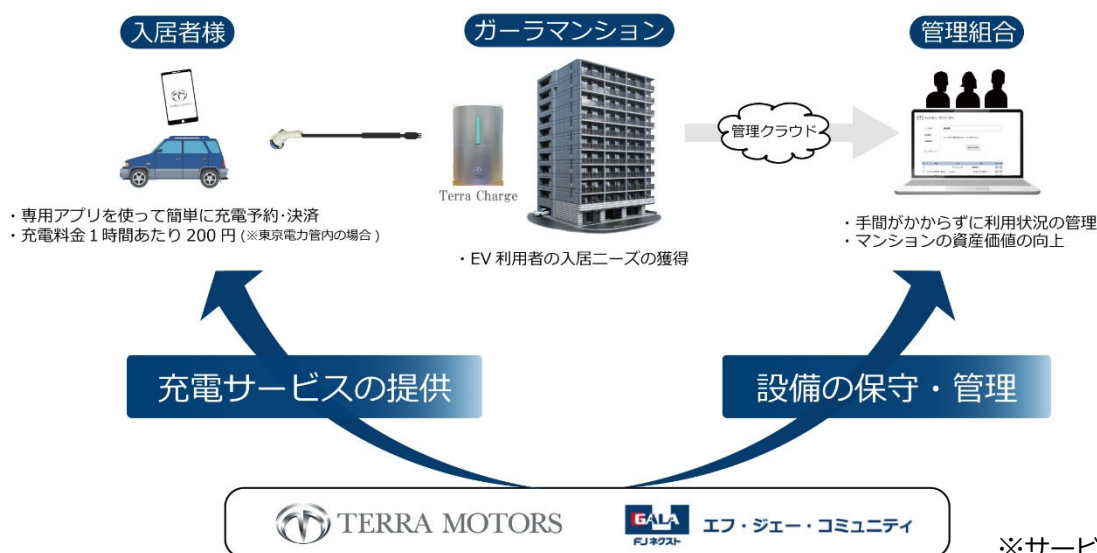 入居者様
ガーラマンション
管理組合
管理クラウド
TERRA MOTORS
Terra Charge
・専用アプリを使って簡単に充電予約・決済
・充電料金１時間あたり 200 円 (※東京電力管内の場合 )
・EV 利用者の入居ニーズの獲得
・手間がかからずに利用状況の管理
・マンションの資産価値の向上
充電サービスの提供
設備の保守・管理
TERRA MOTORS
GALA
FJネクスト
エフ・ジェー・コミュニティ
※サービ